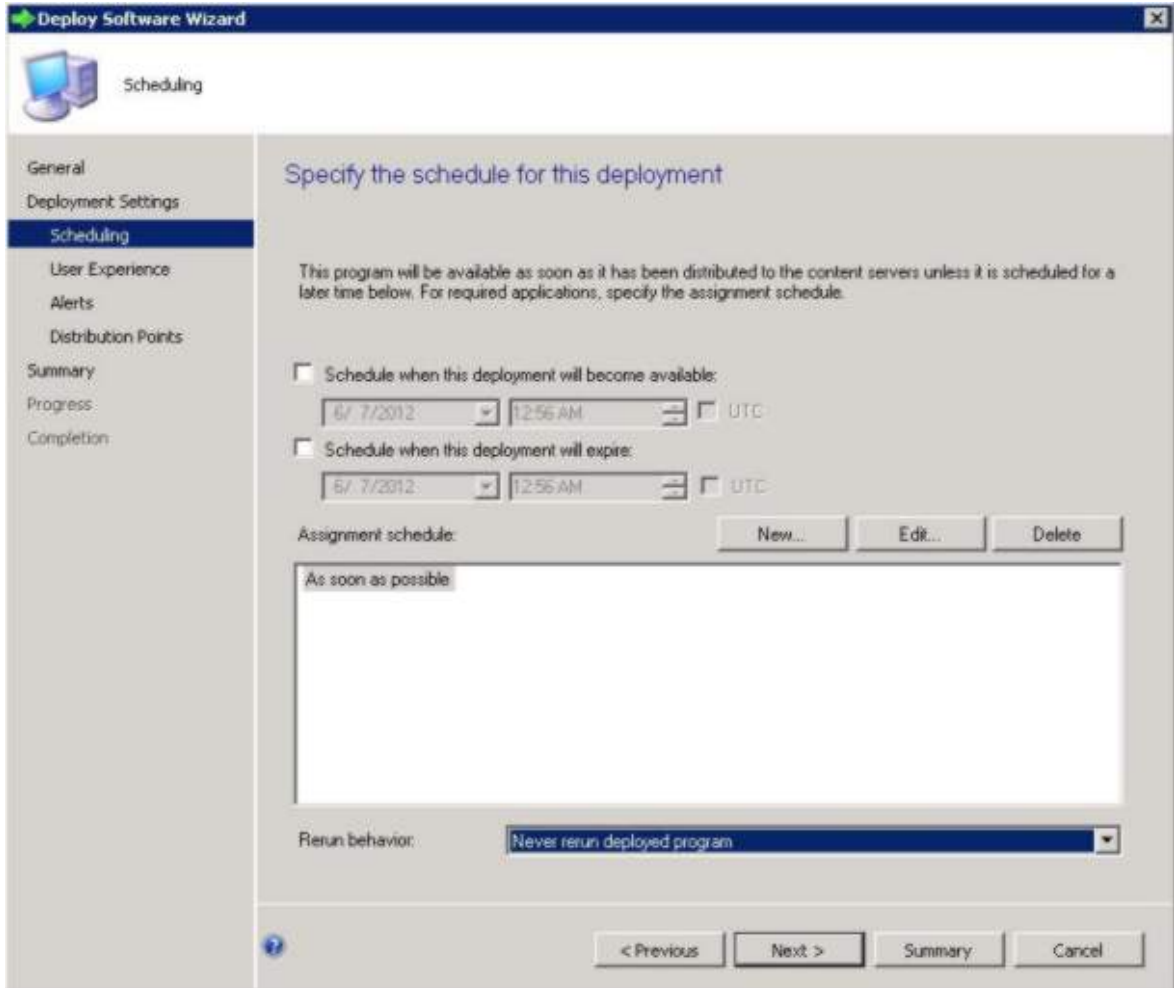 Deploy Software Wizard
Scheduling
General
Deployment Settings
Scheduling
User Experience
Alerts
Distribution Points
Summary
Progress
Completion
Specify the schedule for this deployment
This program will be available as soon as it has been distributed to the content servers unless it is scheduled for a
later time below. For required applications, specify the assignment schedule.
Schedule when this deployment will become available:
6/ 7/2012 12:56 AM UTC
Schedule when this deployment will expire:
6/ 7/2012 12:56 AM UTC
Assignment schedule: New... Edit... Delete
As soon as possible
Rerun behavior: Never rerun deployed program
< Previous Next > Summary Cancel